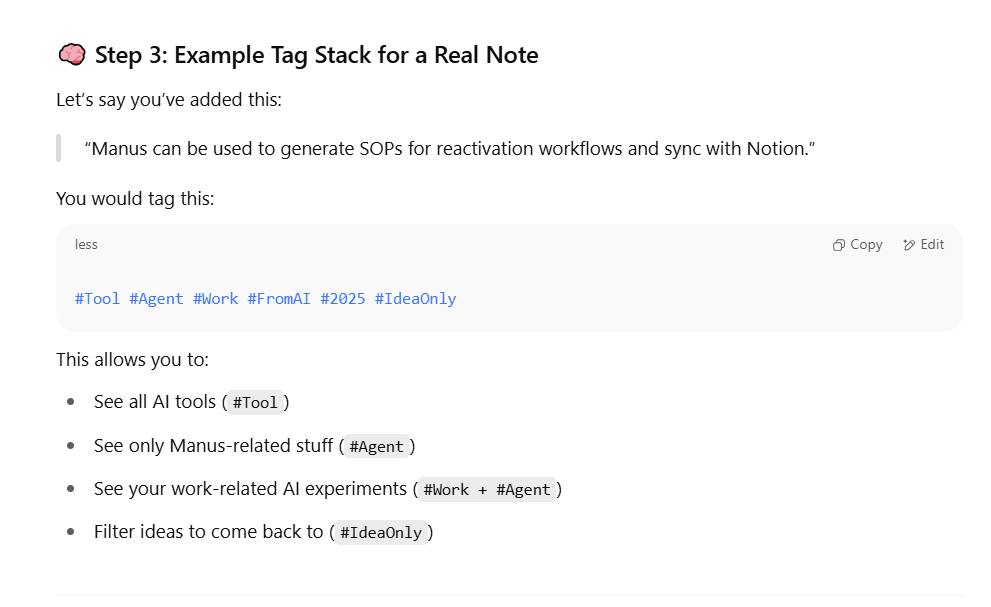 🧠 Step 3: Example Tag Stack for a Real Note
Let’s say you’ve added this:
“Manus can be used to generate SOPs for reactivation workflows and sync with Notion.”
You would tag this:
less Copy Edit
#Tool #Agent #Work #FromAI #2025 #IdeaOnly
This allows you to:
• See all AI tools (#Tool)
• See only Manus-related stuff (#Agent)
• See your work-related AI experiments (#Work + #Agent)
• Filter ideas to come back to (#IdeaOnly)